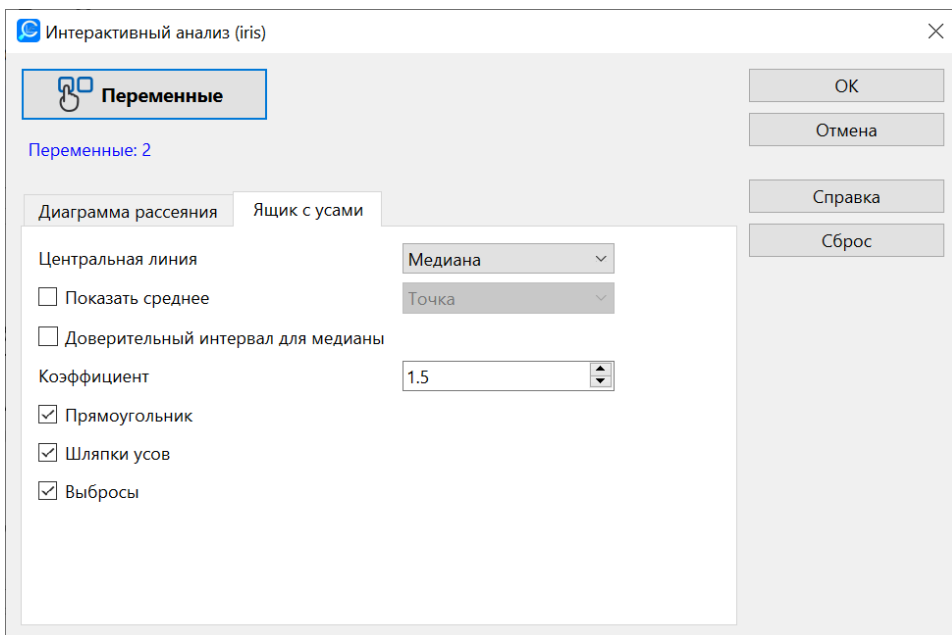 Интерактивный анализ (iris)
Переменные
OK
Отмена
Переменные: 2
Справка
Сброс
Диаграмма рассеяния
Ящик с усами
Центральная линия
Медиана
Показать среднее
Точка
Доверительный интервал для медианы
Коэффициент
1.5
Прямоугольник
Шляпки усов
Выбросы